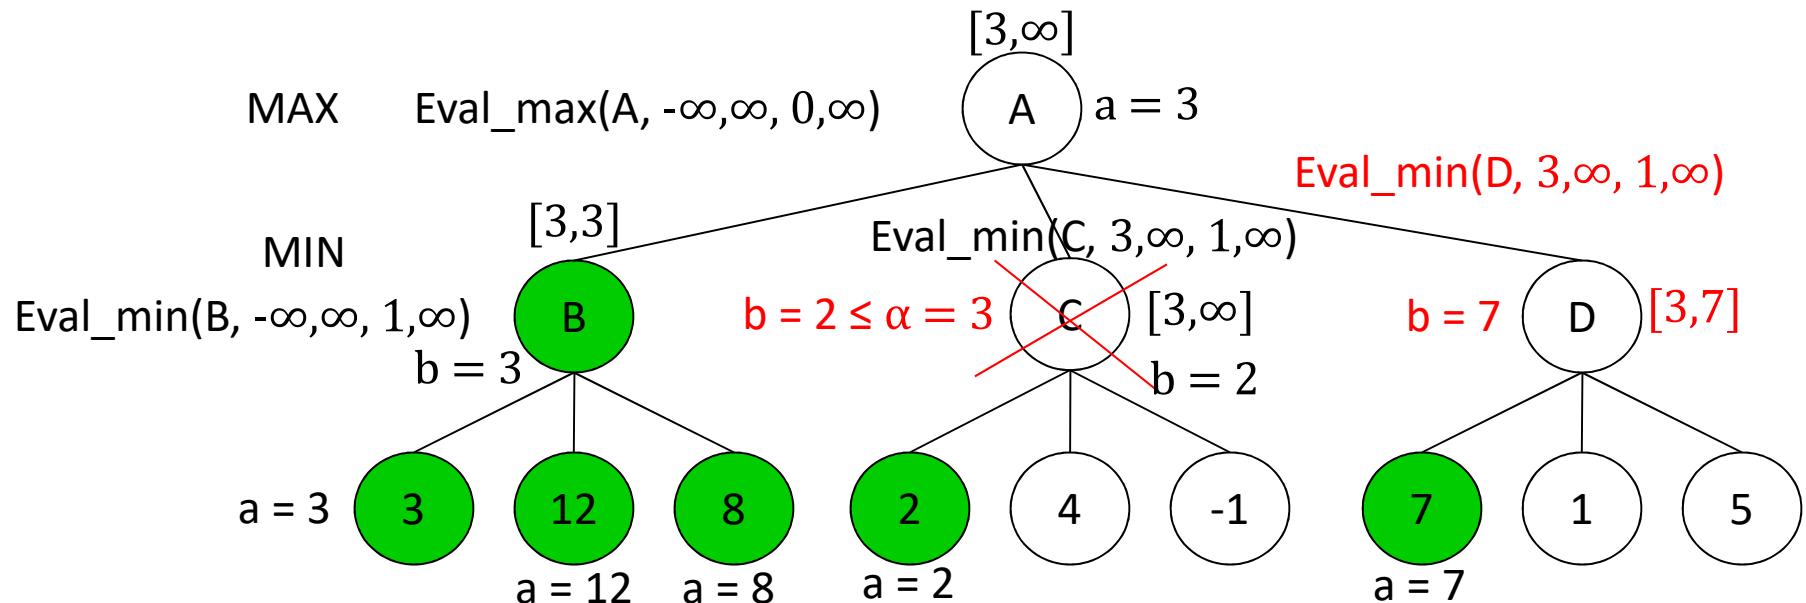 [3,∞]
MAX Eval_max(A, -∞,∞, 0,∞) A a = 3
Eval_min(D, 3,∞, 1,∞)
[3,3] Eval_min(C, 3,∞, 1,∞)
MIN
Eval_min(B, -∞,∞, 1,∞) B b = 2 ≤ α = 3 C [3,∞] b = 7 D [3,7]
b = 3 b = 2
a = 3 3 12 8 2 4 -1 7 1 5
a = 12 a = 8 a = 2 a = 7